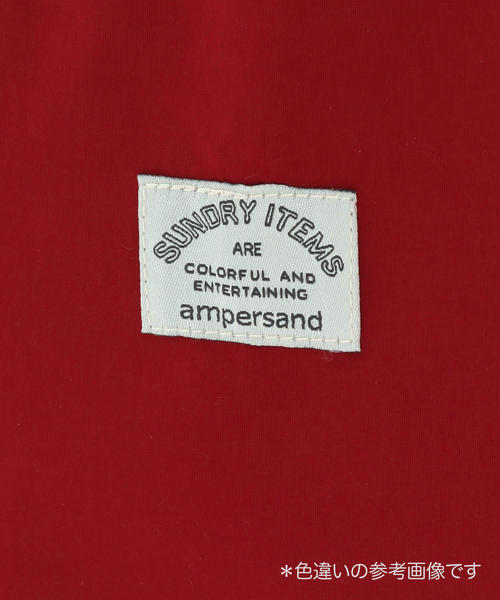 SUNDRY ITEMS
ARE
COLORFUL AND
ENTERTAINING
ampersand
*色違いの参考画像です